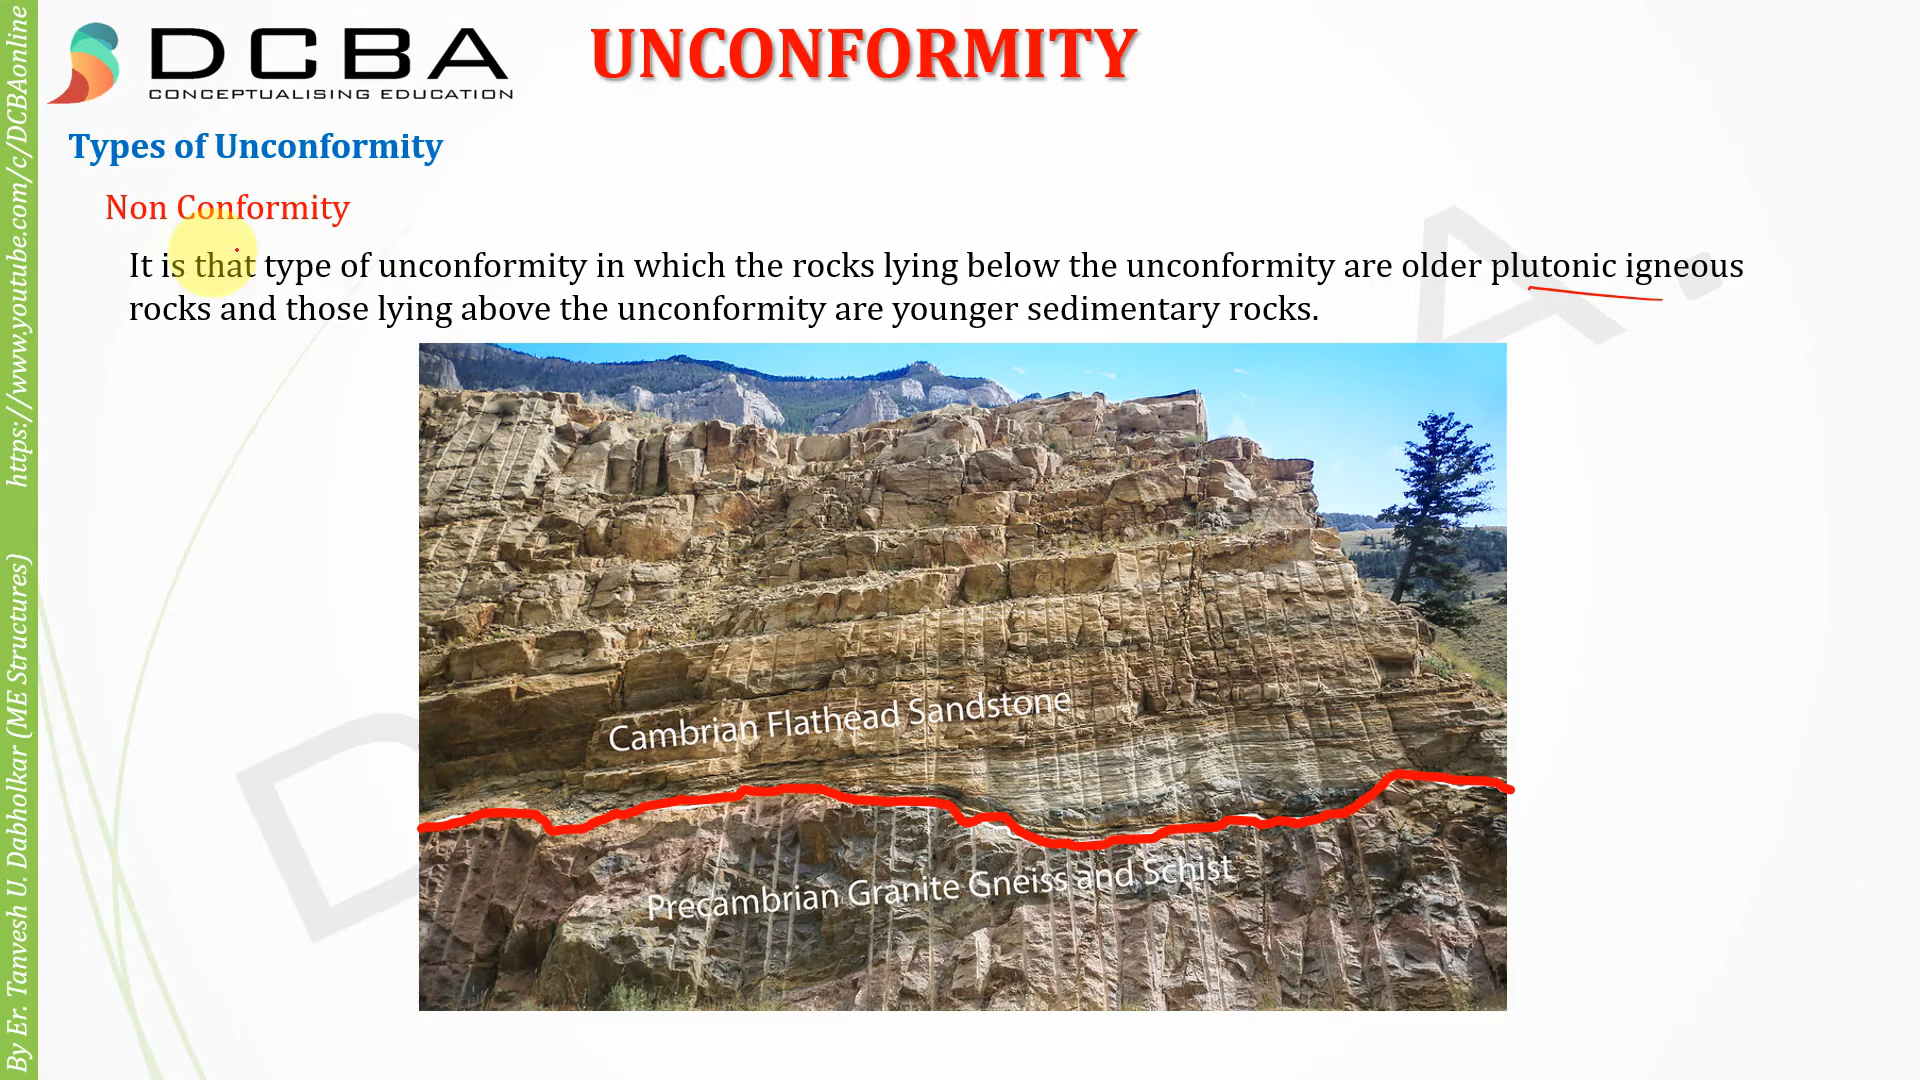 DCBA
CONCEPTUALISING EDUCATION
UNCONFORMITY
Types of Unconformity
Non Conformity
It is that type of unconformity in which the rocks lying below the unconformity are older plutonic igneous
rocks and those lying above the unconformity are younger sedimentary rocks.
Cambrian Flathead Sandstone
Precambrian Granite Gneiss and Schist
By Er. Tanvesh U. Dabholkar (ME Structures) https://www.youtube.com/c/DCBAonline
D
A.